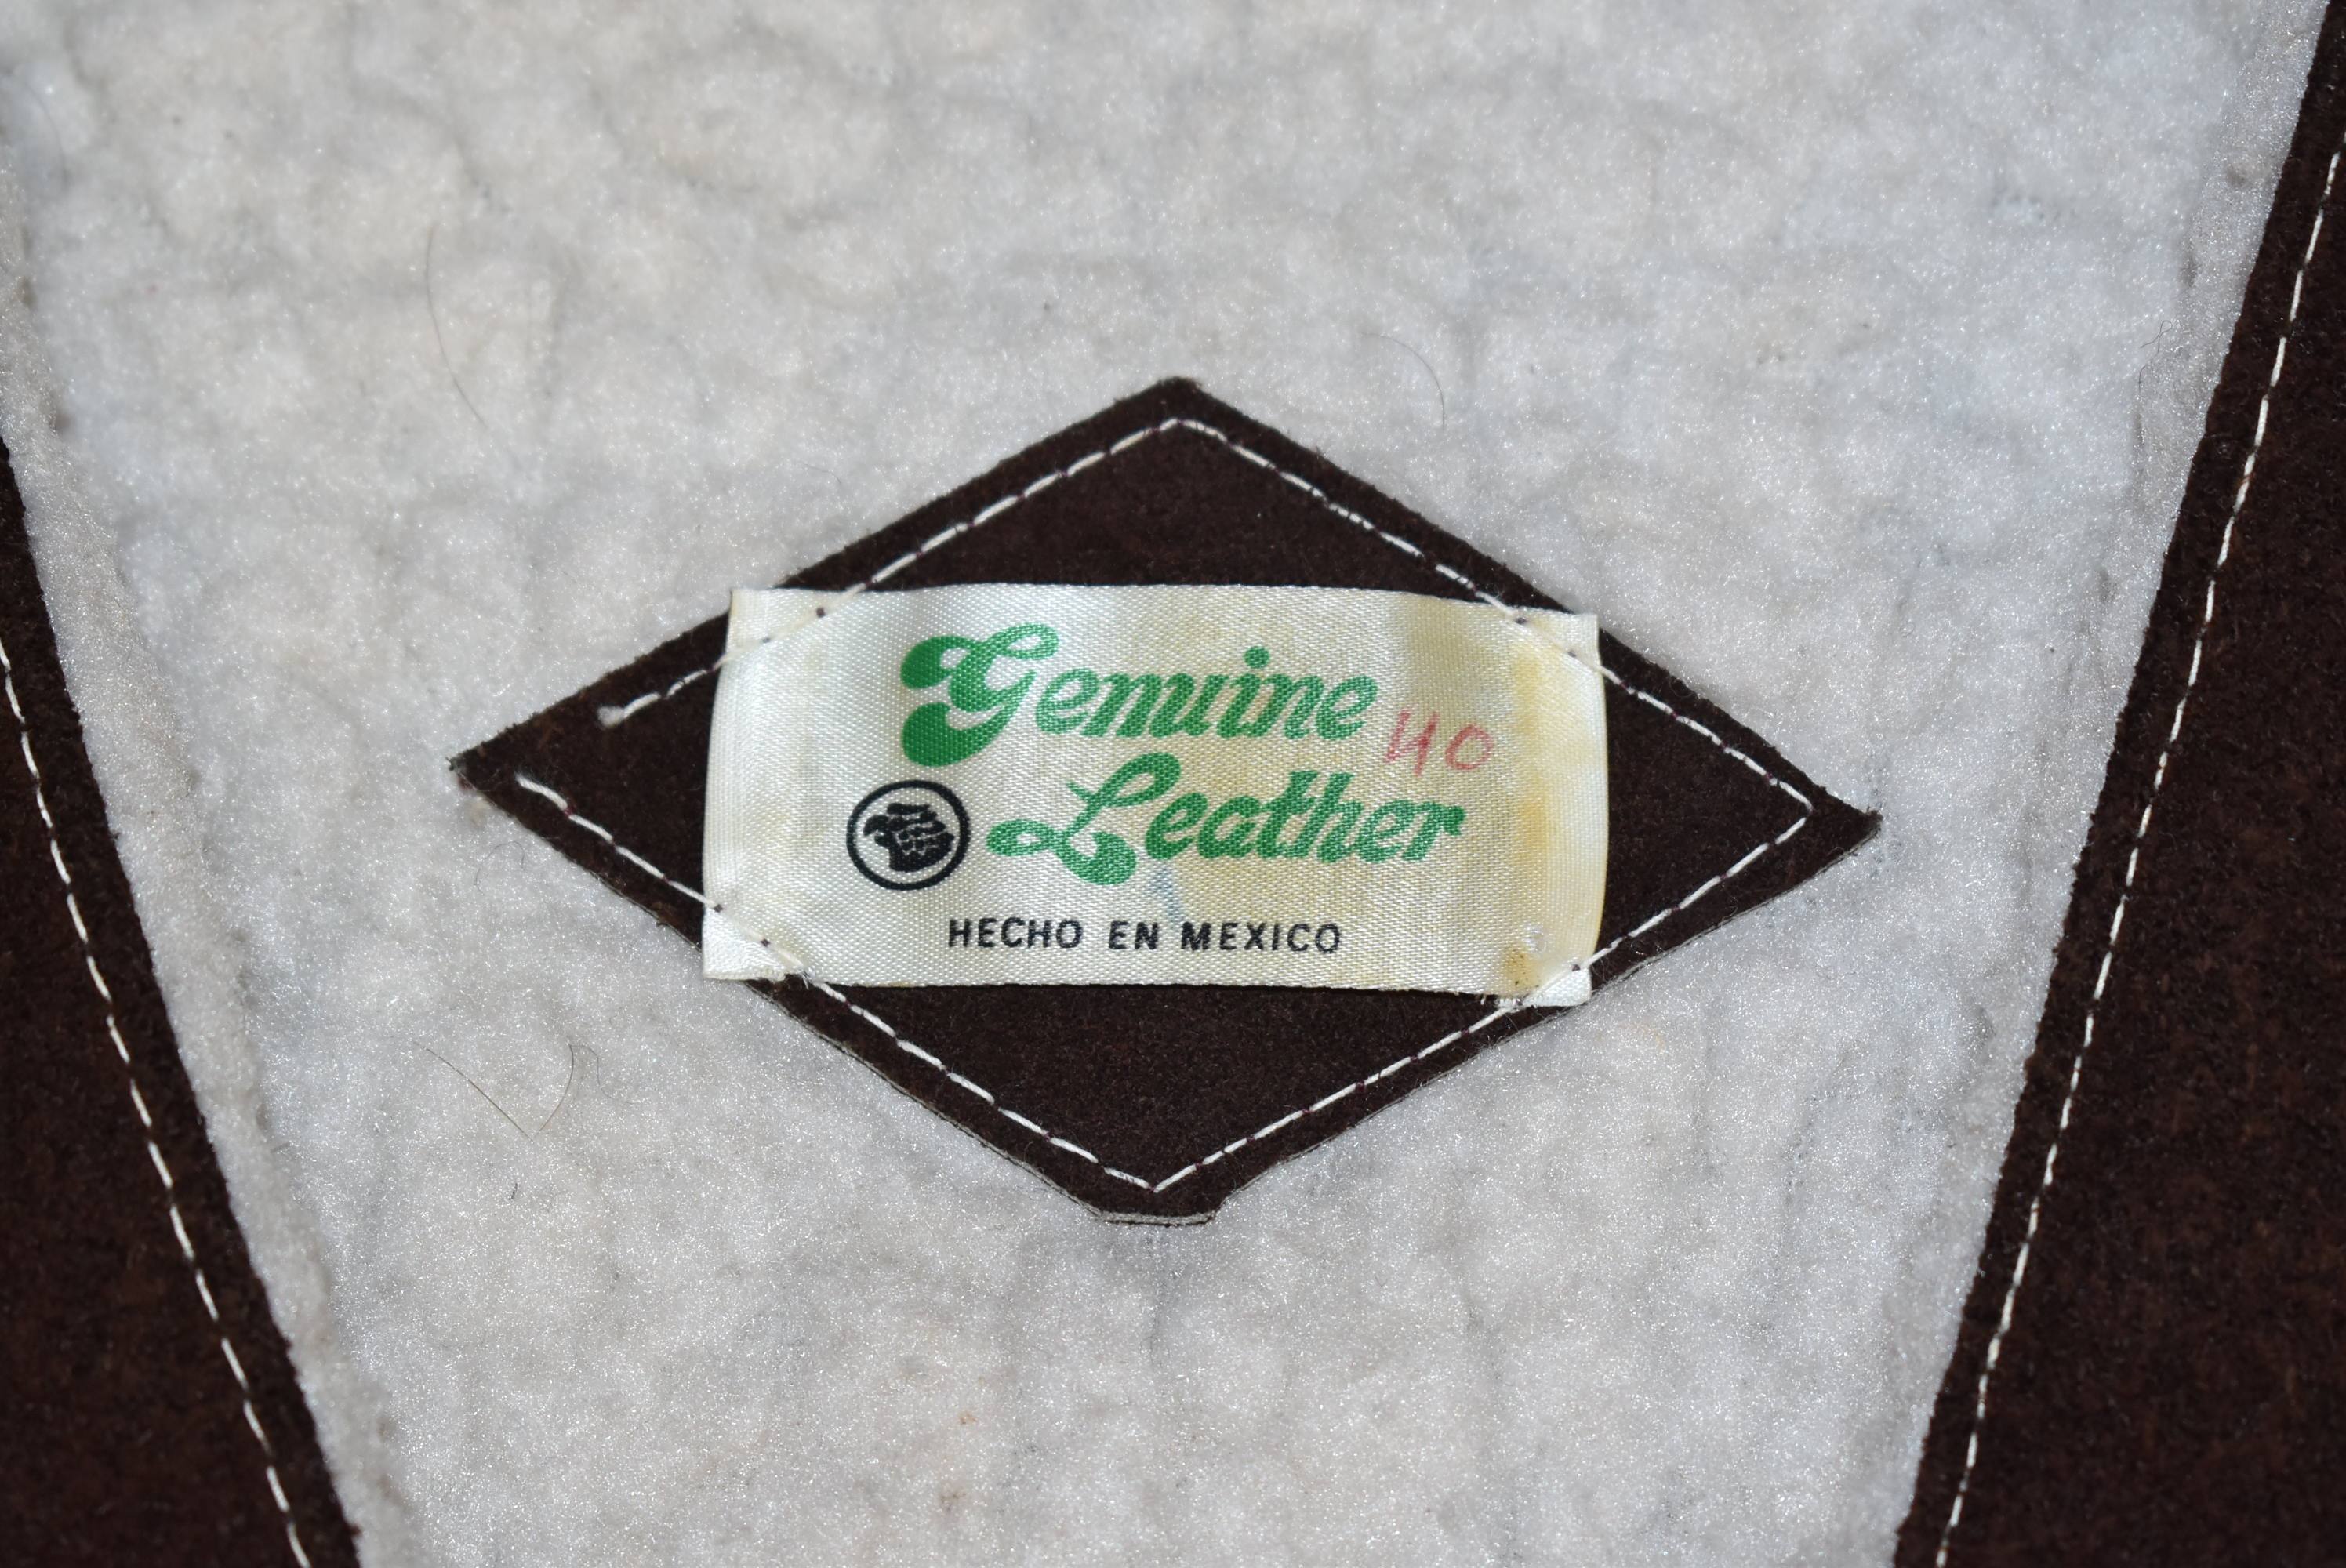 Genuine
40
Leather
HECHO EN MEXICO